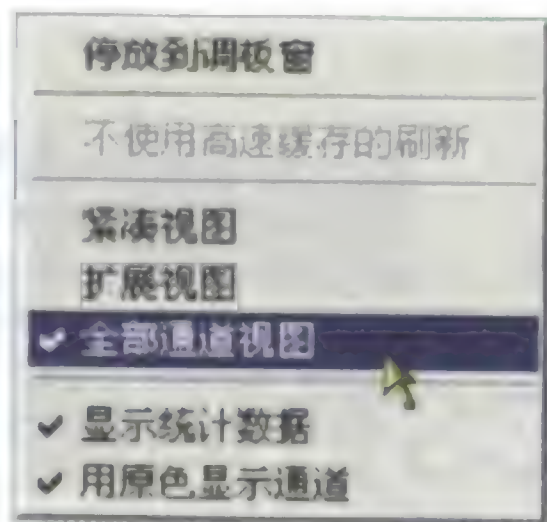 停放到调板窗
不使用高速缓存的刷新
紧凑视图
扩展视图
全部通道视图
显示统计数据
用原色显示通道